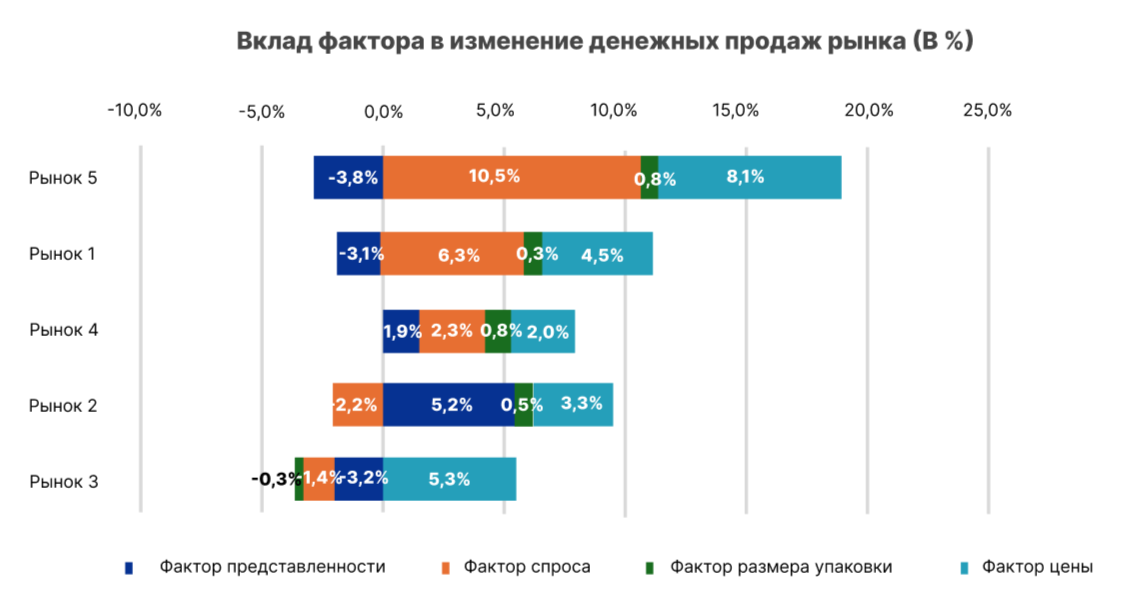 Вклад фактора в изменение денежных продаж рынка (В %)
-10,0% -5,0% 0,0% 5,0% 10,0% 15,0% 20,0% 25,0%
Рынок 5 -3,8% 10,5% 0,8% 8,1%
Рынок 1 -3,1% 6,3% 0,3% 4,5%
Рынок 4 1,9% 2,3% 0,8% 2,0%
Рынок 2 -2,2% 5,2% 0,5% 3,3%
Рынок 3 -0,3% -1,4% -3,2% 5,3%
Фактор представленности Фактор спроса Фактор размера упаковки Фактор цены